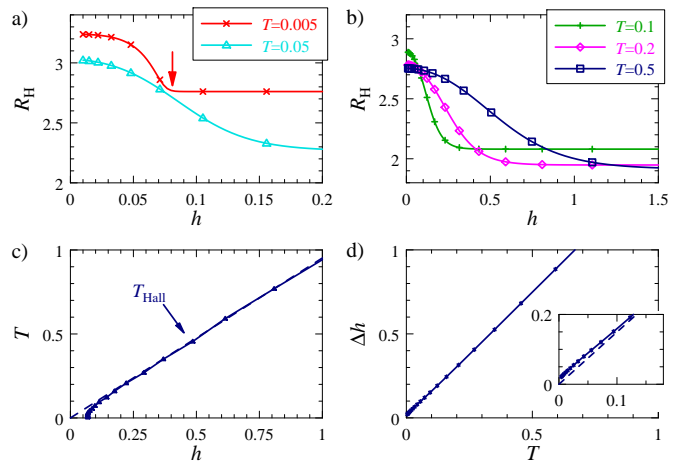 a)
T=0.005
T=0.05
R_H
3
2.5
2
0 0.05 0.1 0.15 0.2
h
b)
T=0.1
T=0.2
T=0.5
R_H
3
2.5
2
0 0.5 1 1.5
h
c)
T_Hall
T
1
0.5
0
0 0.25 0.5 0.75 1
h
d)
Δh
1
0.5
0
0 0.5 1
T
0.2
0
0 0.1